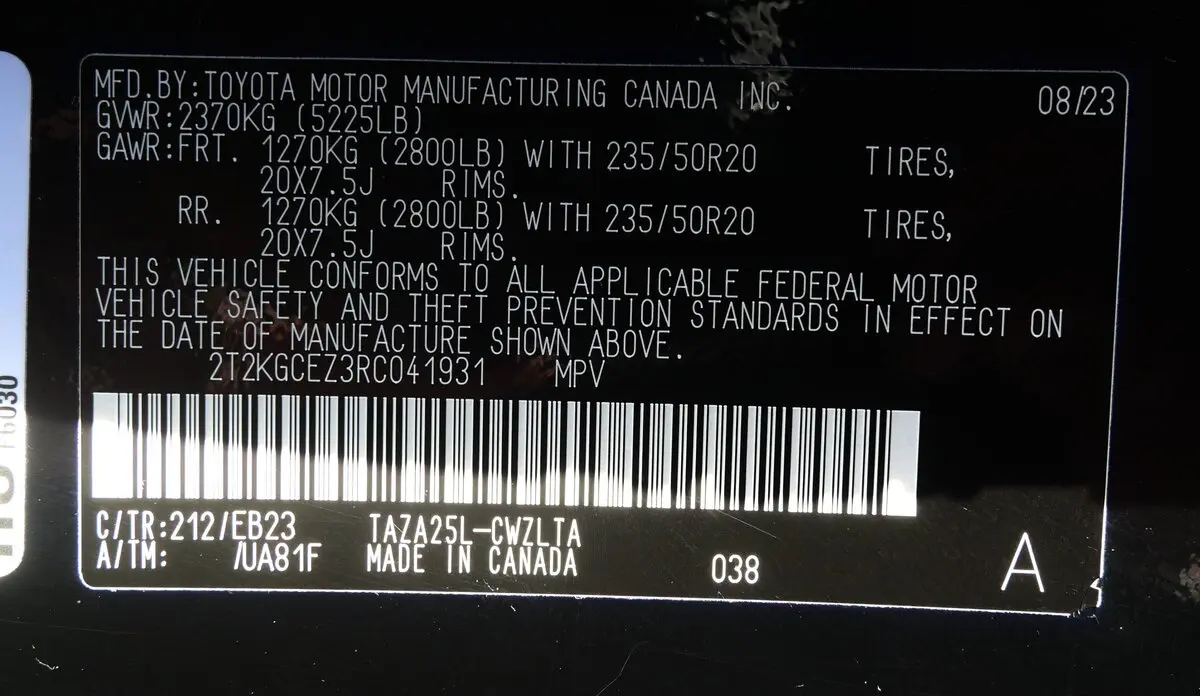 MFD.BY:TOYOTA MOTOR MANUFACTURING CANADA INC. 08/23
GVWR:2370KG (5225LB)
GAWR:FRT. 1270KG (2800LB) WITH 235/50R20 TIRES,
20X7.5J RIMS.
RR. 1270KG (2800LB) WITH 235/50R20 TIRES,
20X7.5J RIMS.
THIS VEHICLE CONFORMS TO ALL APPLICABLE FEDERAL MOTOR
VEHICLE SAFETY AND THEFT PREVENTION STANDARDS IN EFFECT ON
THE DATE OF MANUFACTURE SHOWN ABOVE.
2T2KGCEZ3RC041931 MPV
C/TR:212/EB23 TAZA25L-CWZLTA
A/TM: /UA81F MADE IN CANADA 038 A